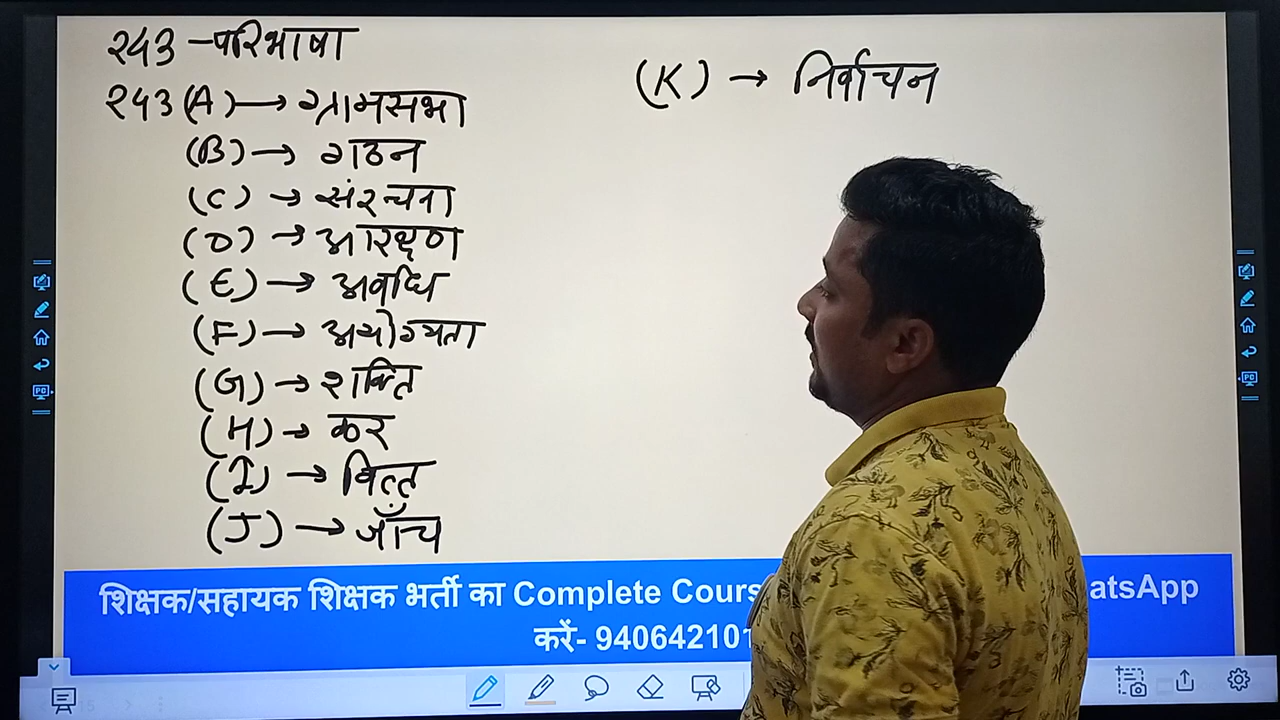 243 - परिभाषा
243 (A) → ग्रामसभा
(B) → गठन
(C) → संरचना
(D) → आरक्षण
(E) → अवधि
(F) → अयोग्यता
(G) → शक्ति
(H) → कर
(I) → वित्त
(J) → जाँच
(K) → निर्वाचन
शिक्षक/सहायक शिक्षक भर्ती का Complete Cours atsApp
करें- 940642101